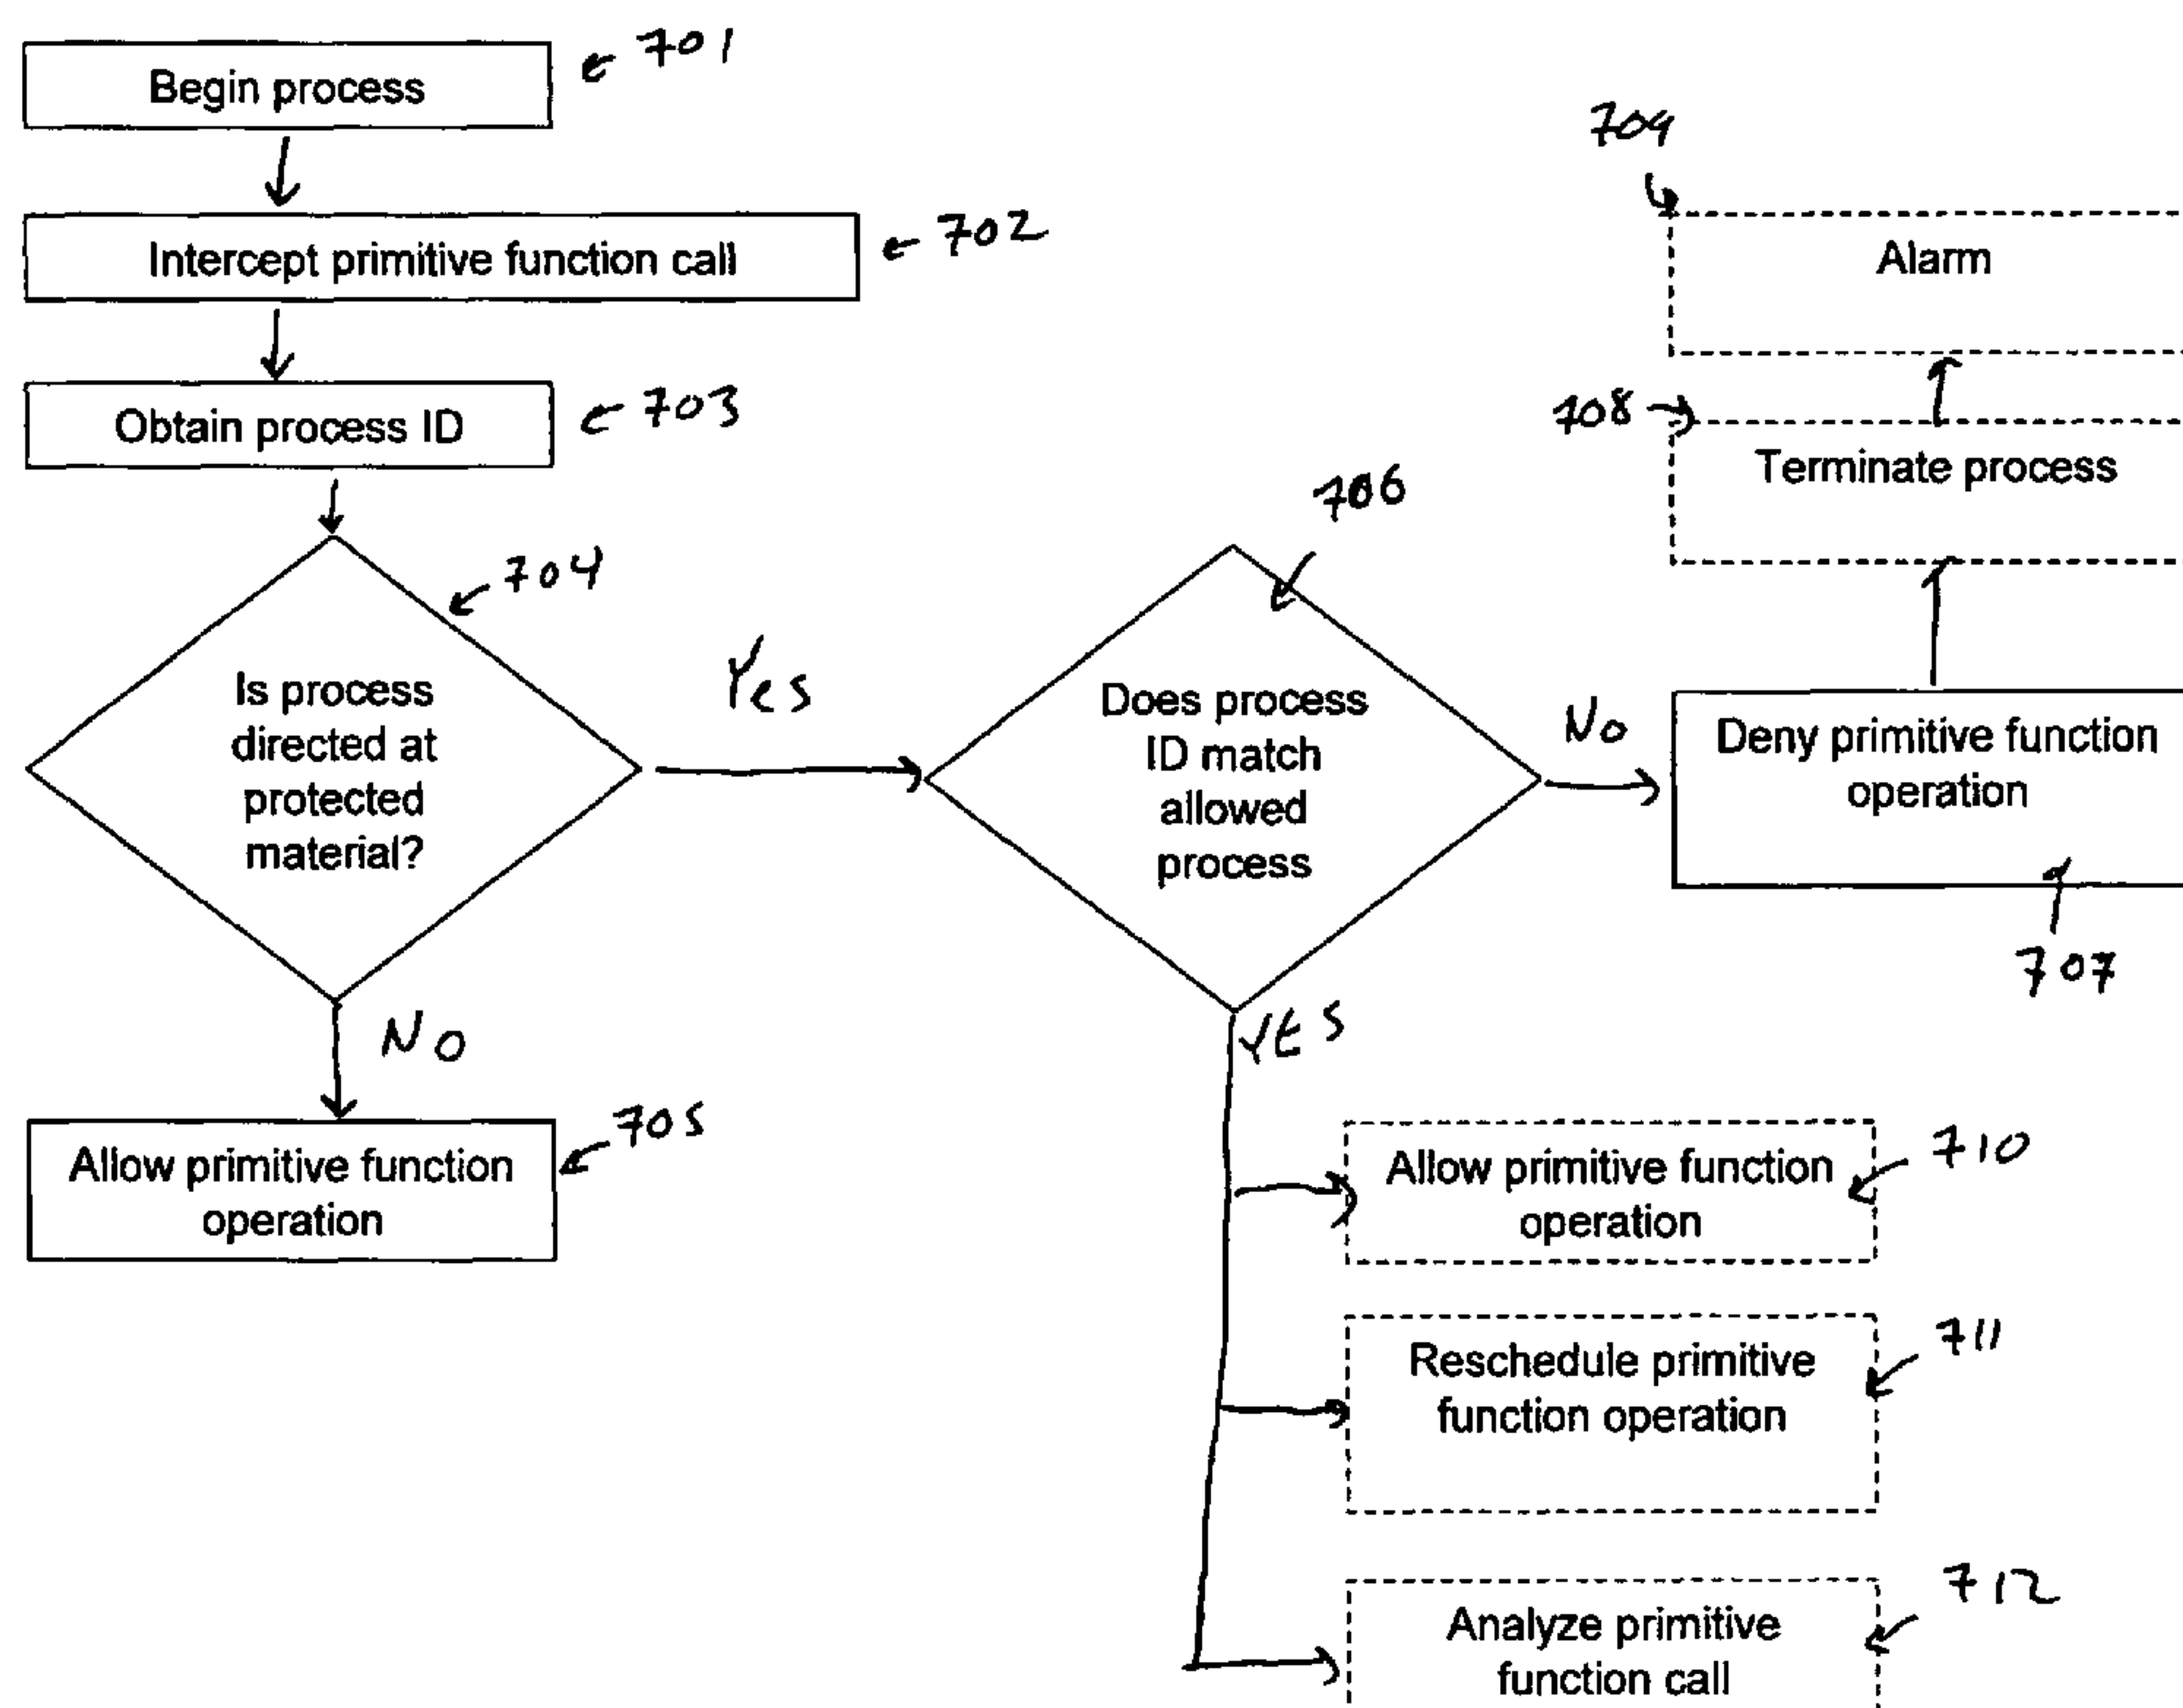 Begin process
701
Intercept primitive function call
702
Obtain process ID
703
704
Is process
directed at
protected
material?
Yes
No
Allow primitive function
operation
705
706
Does process
ID match
allowed
process
No
Deny primitive function
operation
707
708
Terminate process
709
Alarm
YES
Allow primitive function
operation
710
Reschedule primitive
function operation
711
Analyze primitive
function call
712